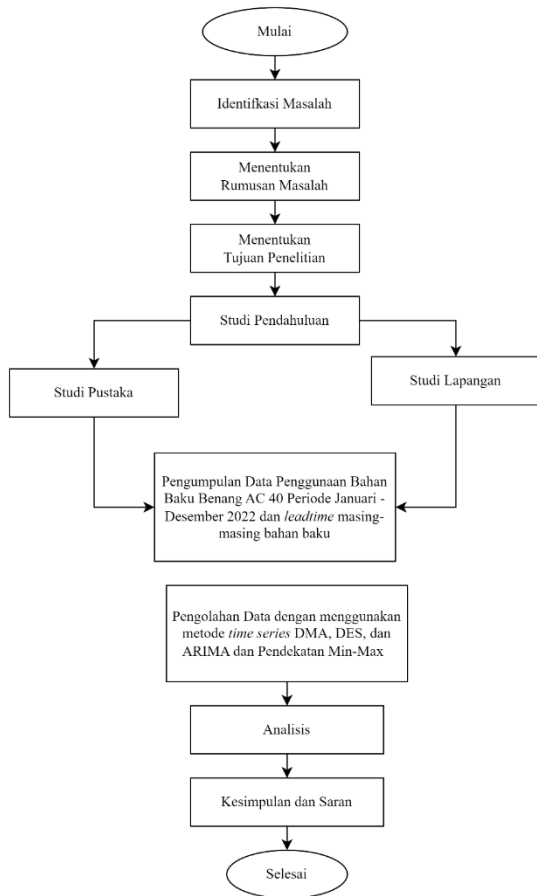 Mulai
Identifkasi Masalah
Menentukan
Rumusan Masalah
Menentukan
Tujuan Penelitian
Studi Pendahuluan
Studi Pustaka
Studi Lapangan
Pengumpulan Data Penggunaan Bahan
Baku Benang AC 40 Periode Januari -
Desember 2022 dan leadtime masing-
masing bahan baku
Pengolahan Data dengan menggunakan
metode time series DMA, DES, dan
ARIMA dan Pendekatan Min-Max
Analisis
Kesimpulan dan Saran
Selesai